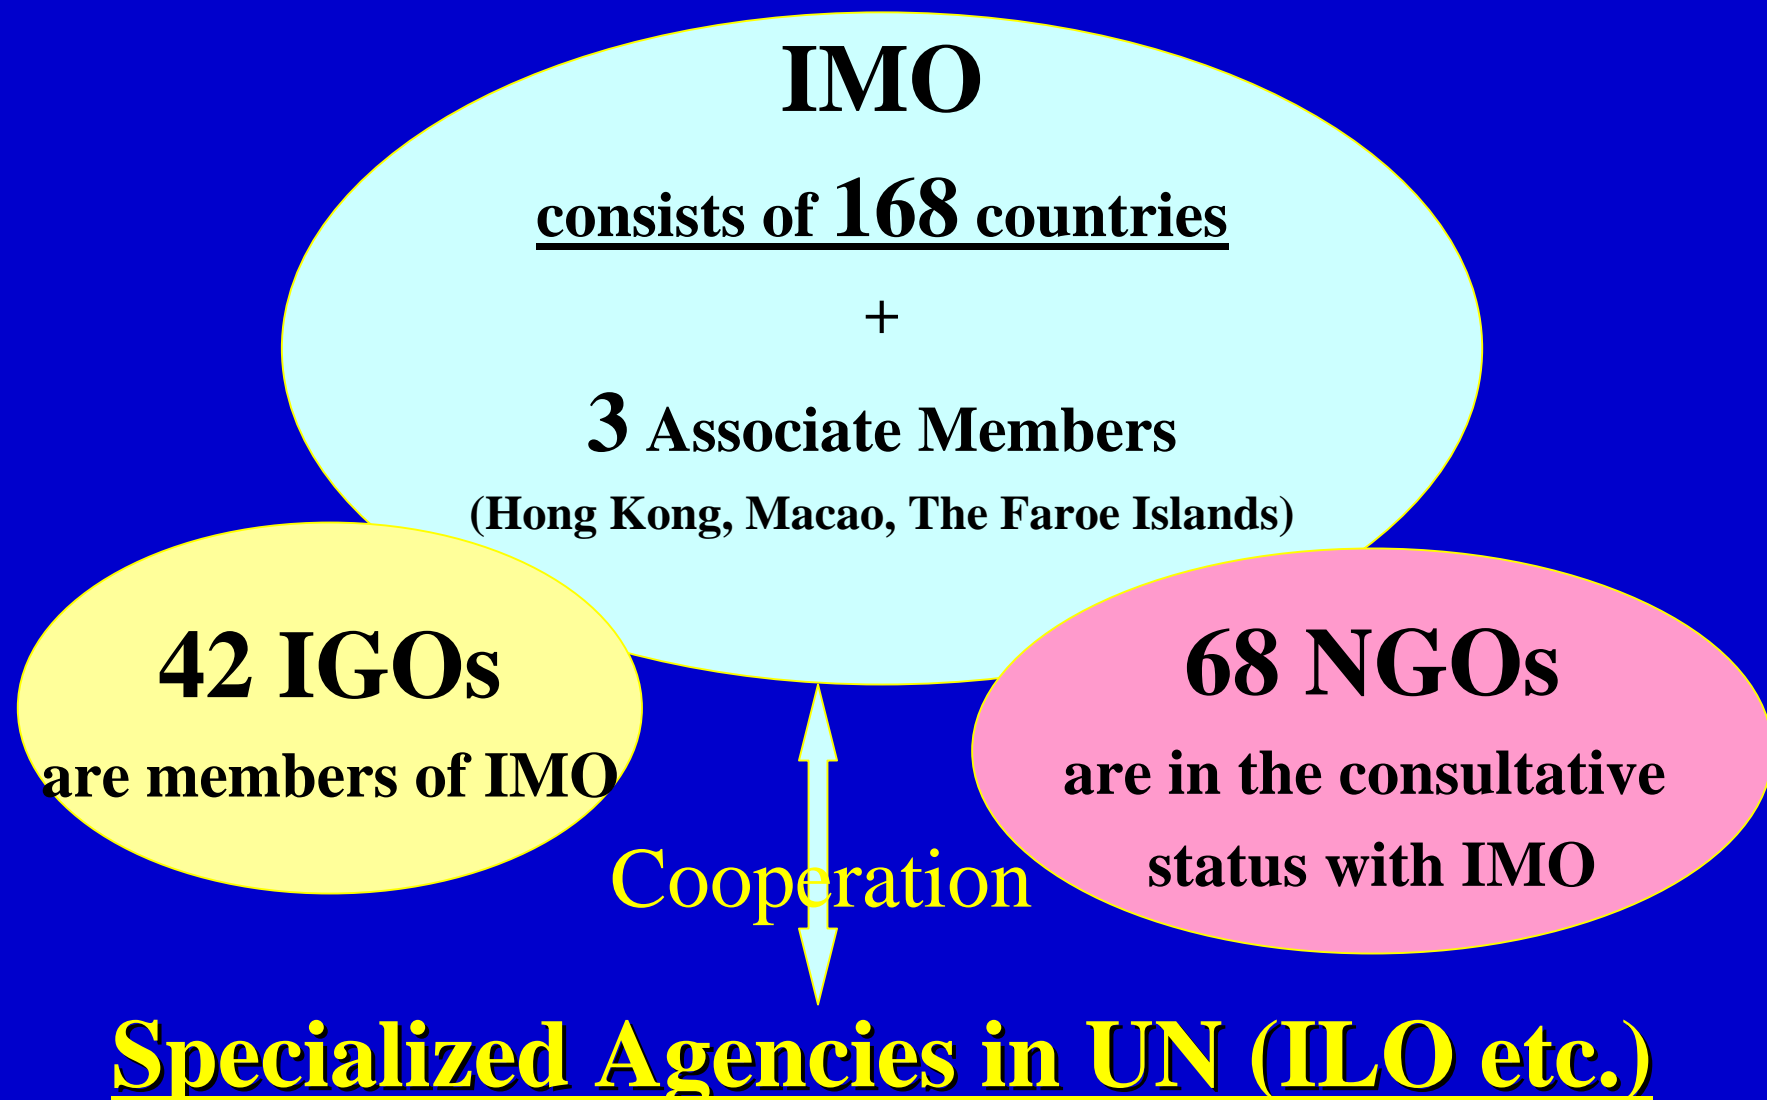 IMO
consists of 168 countries
+
3 Associate Members
(Hong Kong, Macao, The Faroe Islands)
42 IGOs
are members of IMO
68 NGOs
are in the consultative
status with IMO
Cooperation
Specialized Agencies in UN (ILO etc.)